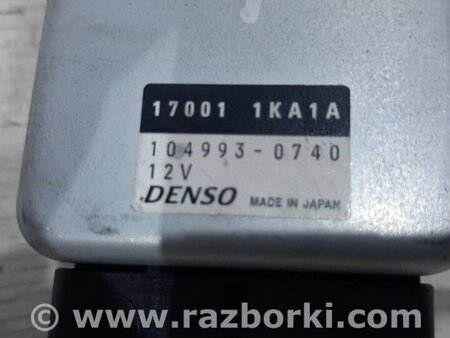 17001 1KA1A
104993-0740
12V
DENSO MADE IN JAPAN
© www.razborki.com